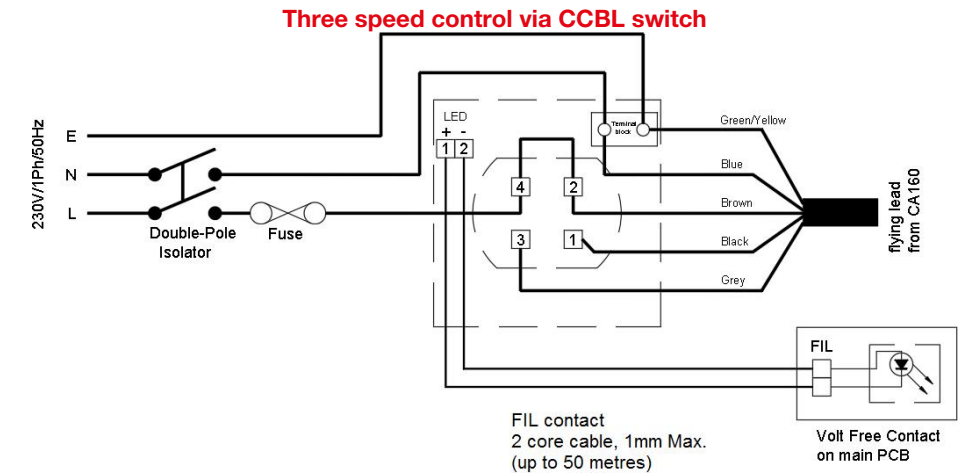 Three speed control via CCBL switch
230V/1Ph/50Hz
E
N
L
Double-Pole
Isolator
Fuse
LED
+ -
1 2
Terminal
block
4
2
3
1
Green/Yellow
Blue
Brown
Black
Grey
flying lead
from CA160
FIL
Volt Free Contact
on main PCB
FIL contact
2 core cable, 1mm Max.
(up to 50 metres)